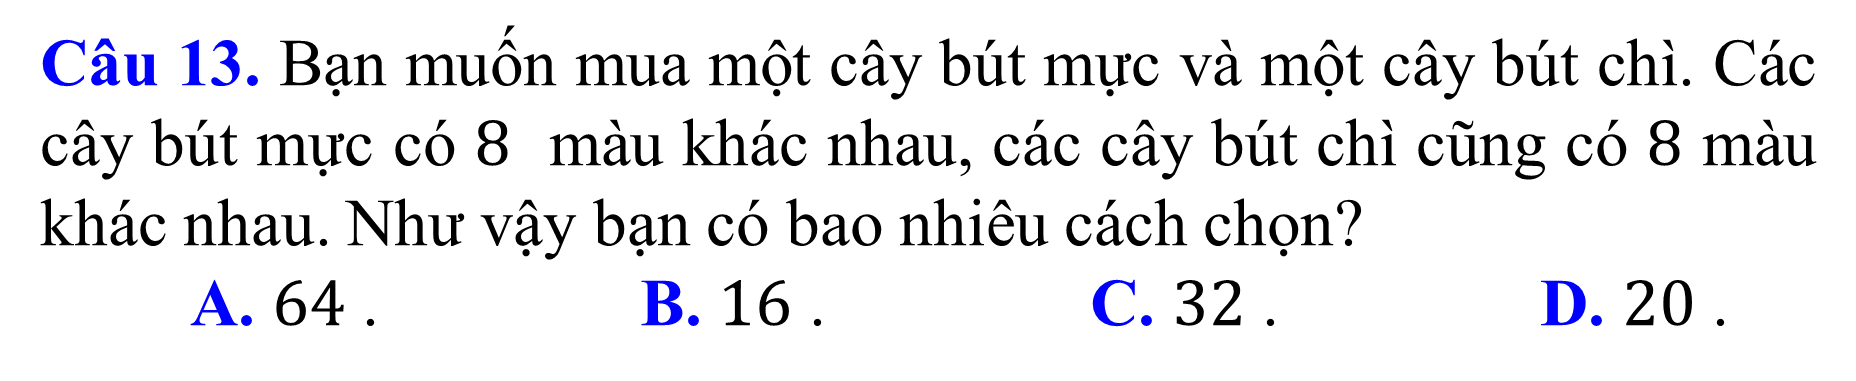 Câu 13. Bạn muốn mua một cây bút mực và một cây bút chì. Các
cây bút mực có 8 màu khác nhau, các cây bút chì cũng có 8 màu
khác nhau. Như vậy bạn có bao nhiêu cách chọn?
A. 64 . B. 16 . C. 32 . D. 20 .